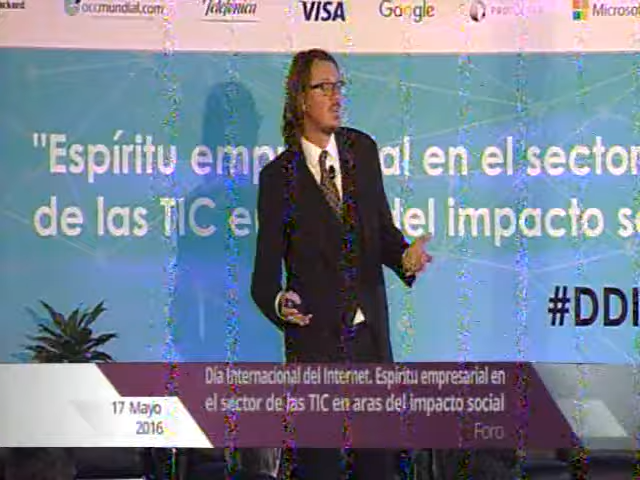 occmundial.com Telefónica VISA Google Microsof
"Espíritu emp al en el sector
de las TIC e del impacto s
#DDI
Día Internacional del Internet. Espíritu empresarial en
17 Mayo el sector de las TIC en aras del impacto social
2016 Foro